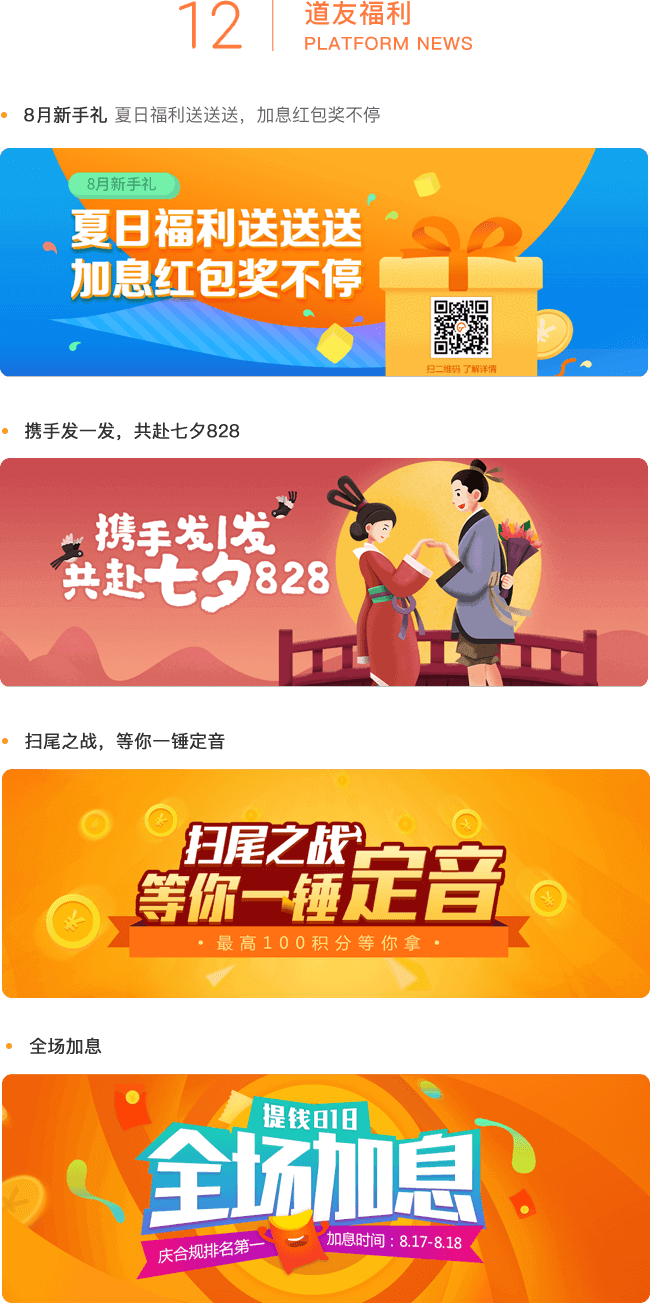 12
道友福利
PLATFORM NEWS
8月新手礼 夏日福利送送送，加息红包奖不停
8月新手礼
夏日福利送送送
加息红包奖不停
扫二维码 了解详情
携手发一发，共赴七夕828
携手发1发
共赴七夕828
扫尾之战，等你一锤定音
扫尾之战
等你一锤定音
• 最高100积分等你拿 •
全场加息
提钱818
全场加息
庆合规排名第一 加息时间：8.17-8.18